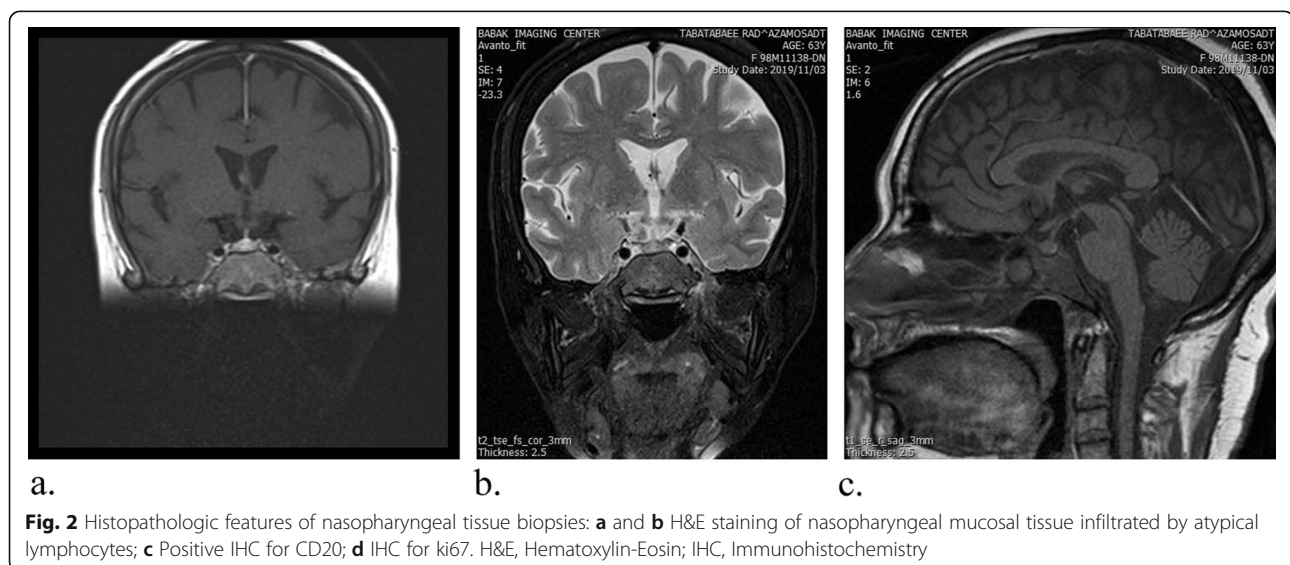 BABAK IMAGING CENTER
Avanto_fit
1
SE: 4
IM: 7
-23.3
TABATABAEE RAD^AZAMOSADT
AGE: 63Y
F 98M11138-DN
Study Date: 2019/11/03
t2_tse_fs_cor_3mm
Thickness: 2.5
BABAK IMAGING CENTER
Avanto_fit
1
SE: 2
IM: 6
1.6
TABATABAEE RAD^AZAMOSADT
AGE: 63Y
F 98M11138-DN
Study Date: 2019/11/03
t1_se_r_sag_3mm
Thickness: 2.5
a.
b.
c.
Fig. 2 Histopathologic features of nasopharyngeal tissue biopsies: a and b H&E staining of nasopharyngeal mucosal tissue infiltrated by atypical
lymphocytes; c Positive IHC for CD20; d IHC for ki67. H&E, Hematoxylin-Eosin; IHC, Immunohistochemistry